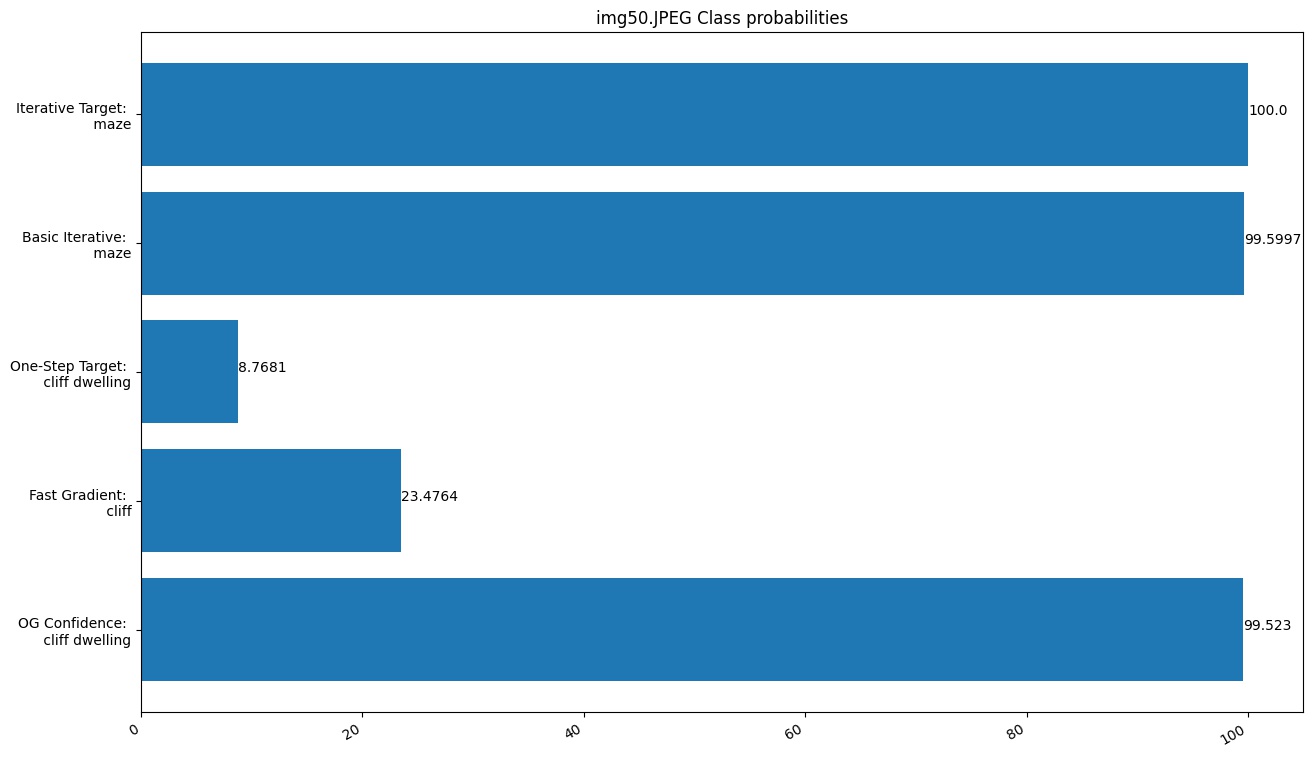 img50.JPEG Class probabilities
Iterative Target:
maze
100.0
Basic Iterative:
maze
99.5997
One-Step Target:
cliff dwelling
8.7681
Fast Gradient:
cliff
23.4764
OG Confidence:
cliff dwelling
99.523
0
20
40
60
80
100